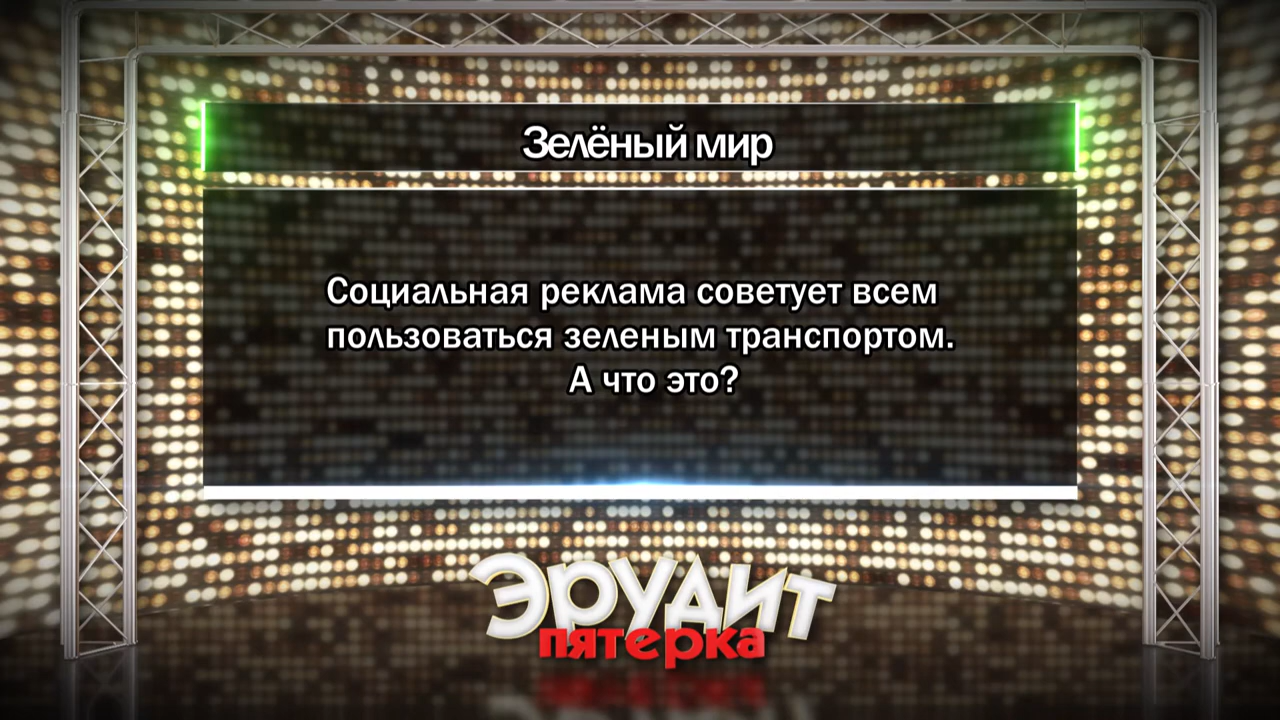 Зелёный мир
Социальная реклама советует всем
пользоваться зеленым транспортом.
А что это?
Эрудит
пятерка